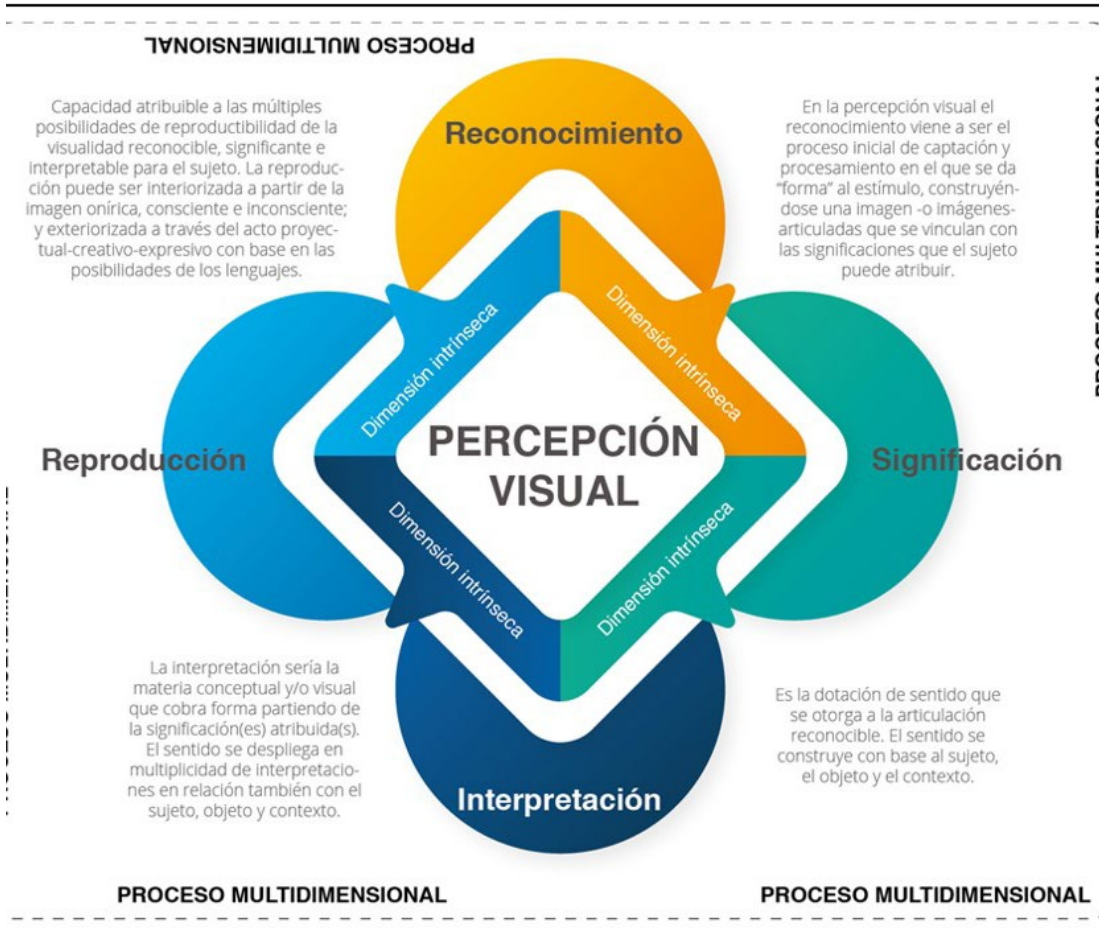 PROCESO MULTIDIMENSIONAL
Capacidad atribuible a las múltiples
posibilidades de reproductibilidad de la
visualidad reconocible, significante e
interpretable para el sujeto. La reproduc-
ción puede ser interiorizada a partir de la
imagen onírica, consciente e inconsciente;
y exteriorizada a través del acto proyec-
tual-creativo-expresivo con base en las
posibilidades de los lenguajes.
Reconocimiento
En la percepción visual el
reconocimiento viene a ser el
proceso inicial de captación y
procesamiento en el que se da
"forma" al estímulo, construyén-
dose una imagen -o imágenes-
articuladas que se vinculan con
las significaciones que el sujeto
puede atribuir.
Dimensión intrínseca
Dimensión intrínseca
Reproducción
PERCEPCIÓN
VISUAL
Significación
Dimensión intrínseca
Dimensión intrínseca
La interpretación sería la
materia conceptual y/o visual
que cobra forma partiendo de
la significación(es) atribuida(s).
El sentido se despliega en
multiplicidad de interpretacio-
nes en relación también con el
sujeto, objeto y contexto.
Interpretación
Es la dotación de sentido que
se otorga a la articulación
reconocible. El sentido se
construye con base al sujeto,
el objeto y el contexto.
PROCESO MULTIDIMENSIONAL
PROCESO MULTIDIMENSIONAL